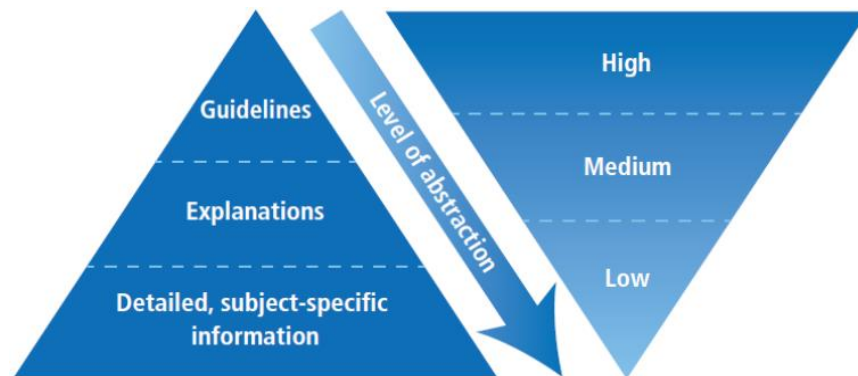 Guidelines
Explanations
Detailed, subject-specific
information
Level of abstraction
High
Medium
Low